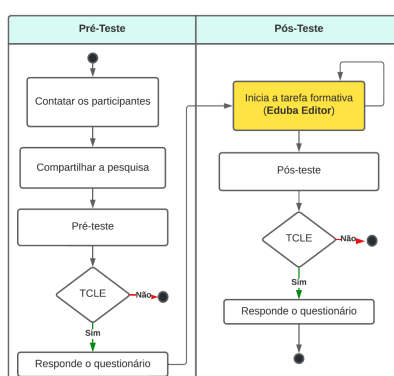 Pré-Teste
Contatar os participantes
Compartilhar a pesquisa
Pré-teste
TCLE
Não
Sim
Responde o questionário
Pós-Teste
Inicia a tarefa formativa
(Eduba Editor)
Pós-teste
TCLE
Não
Sim
Responde o questionário